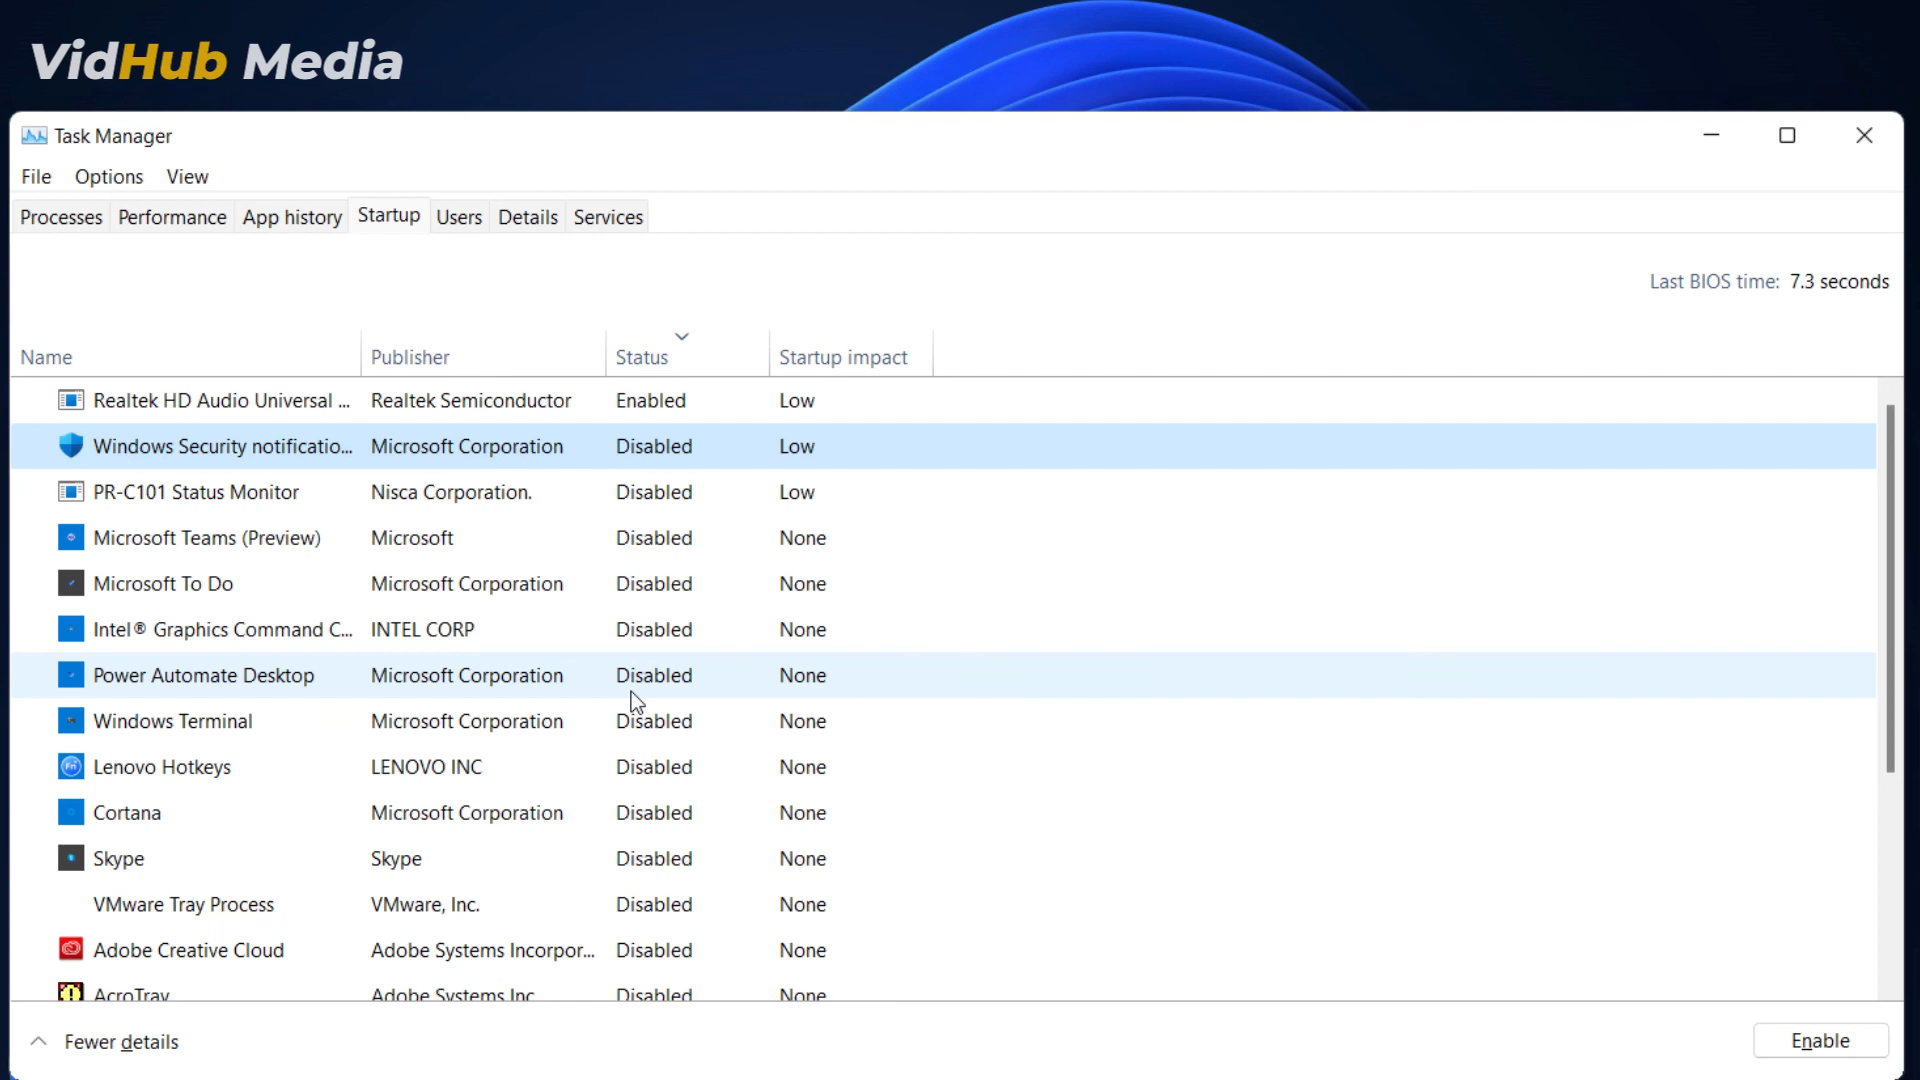 VidHub Media
Task Manager
File Options View
Processes Performance App history Startup Users Details Services
Last BIOS time: 7.3 seconds
Name Publisher Status Startup impact
Realtek HD Audio Universal ... Realtek Semiconductor Enabled Low
Windows Security notificatio... Microsoft Corporation Disabled Low
PR-C101 Status Monitor Nisca Corporation. Disabled Low
Microsoft Teams (Preview) Microsoft Disabled None
Microsoft To Do Microsoft Corporation Disabled None
Intel® Graphics Command C... INTEL CORP Disabled None
Power Automate Desktop Microsoft Corporation Disabled None
Windows Terminal Microsoft Corporation Disabled None
Lenovo Hotkeys LENOVO INC Disabled None
Cortana Microsoft Corporation Disabled None
Skype Skype Disabled None
VMware Tray Process VMware, Inc. Disabled None
Adobe Creative Cloud Adobe Systems Incorpor... Disabled None
AcroTray Adobe Systems Inc. Disabled None
Fewer details Enable